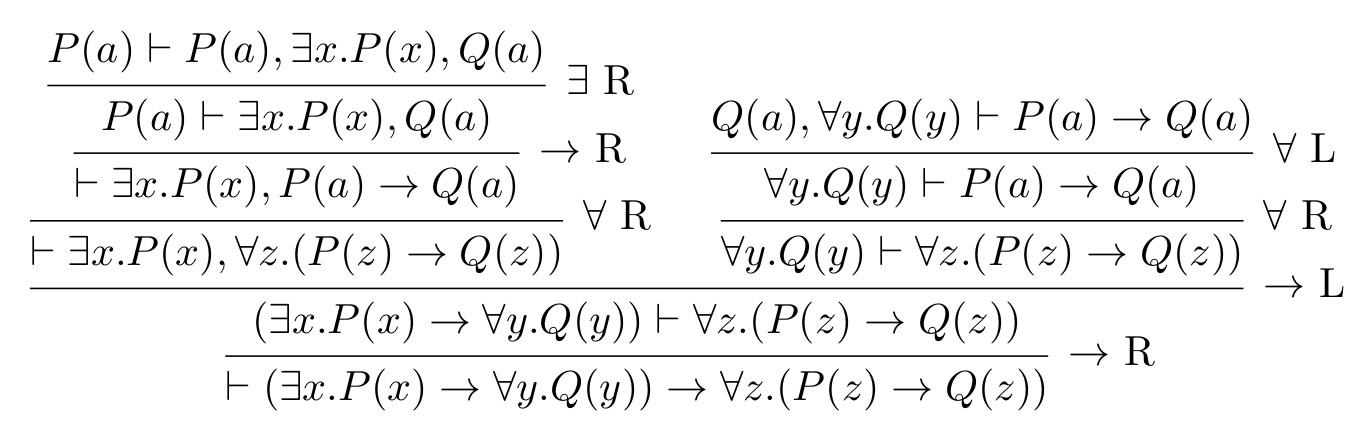 P(a) ⊢ P(a), ∃x.P(x), Q(a)
∃ R
P(a) ⊢ ∃x.P(x), Q(a)
→ R
⊢ ∃x.P(x), P(a) → Q(a)
∀ R
⊢ ∃x.P(x), ∀z.(P(z) → Q(z))
Q(a), ∀y.Q(y) ⊢ P(a) → Q(a)
∀ L
∀y.Q(y) ⊢ P(a) → Q(a)
∀ R
∀y.Q(y) ⊢ ∀z.(P(z) → Q(z))
→ L
(∃x.P(x) → ∀y.Q(y)) ⊢ ∀z.(P(z) → Q(z))
→ R
⊢ (∃x.P(x) → ∀y.Q(y)) → ∀z.(P(z) → Q(z))